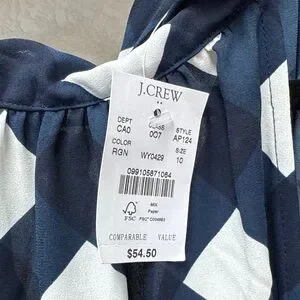 J.CREW
DEPT
STYLE
CA0
007
AP124
COLOR
SIZE
RGN
WY0429
10
099105871064
FSC
MIX
Paper
COMPARABLE VALUE
$54.50